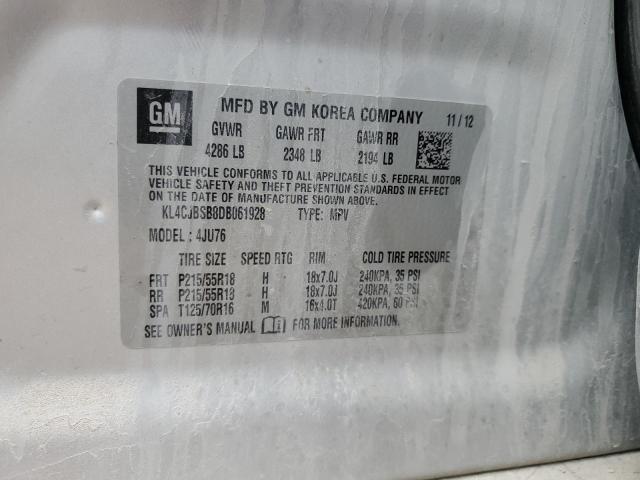 GM MFD BY GM KOREA COMPANY 11/12
GVWR GAWR FRT GAWR RR
4286 LB 2348 LB 2194 LB
THIS VEHICLE CONFORMS TO ALL APPLICABLE U.S. FEDERAL MOTOR
VEHICLE SAFETY AND THEFT PREVENTION STANDARDS IN EFFECT
ON THE DATE OF MANUFACTURE SHOWN ABOVE.
KL4CJBSB8DB061928 TYPE: MPV
MODEL: 4JU76
TIRE SIZE SPEED RTG RIM COLD TIRE PRESSURE
FRT P215/55R18 H 18x7.0J 240KPA, 35 PSI
RR P215/55R18 H 18x7.0J 240KPA, 35 PSI
SPA T125/70R16 M 16x4.0T 420KPA, 60 PSI
SEE OWNER'S MANUAL FOR MORE INFORMATION.